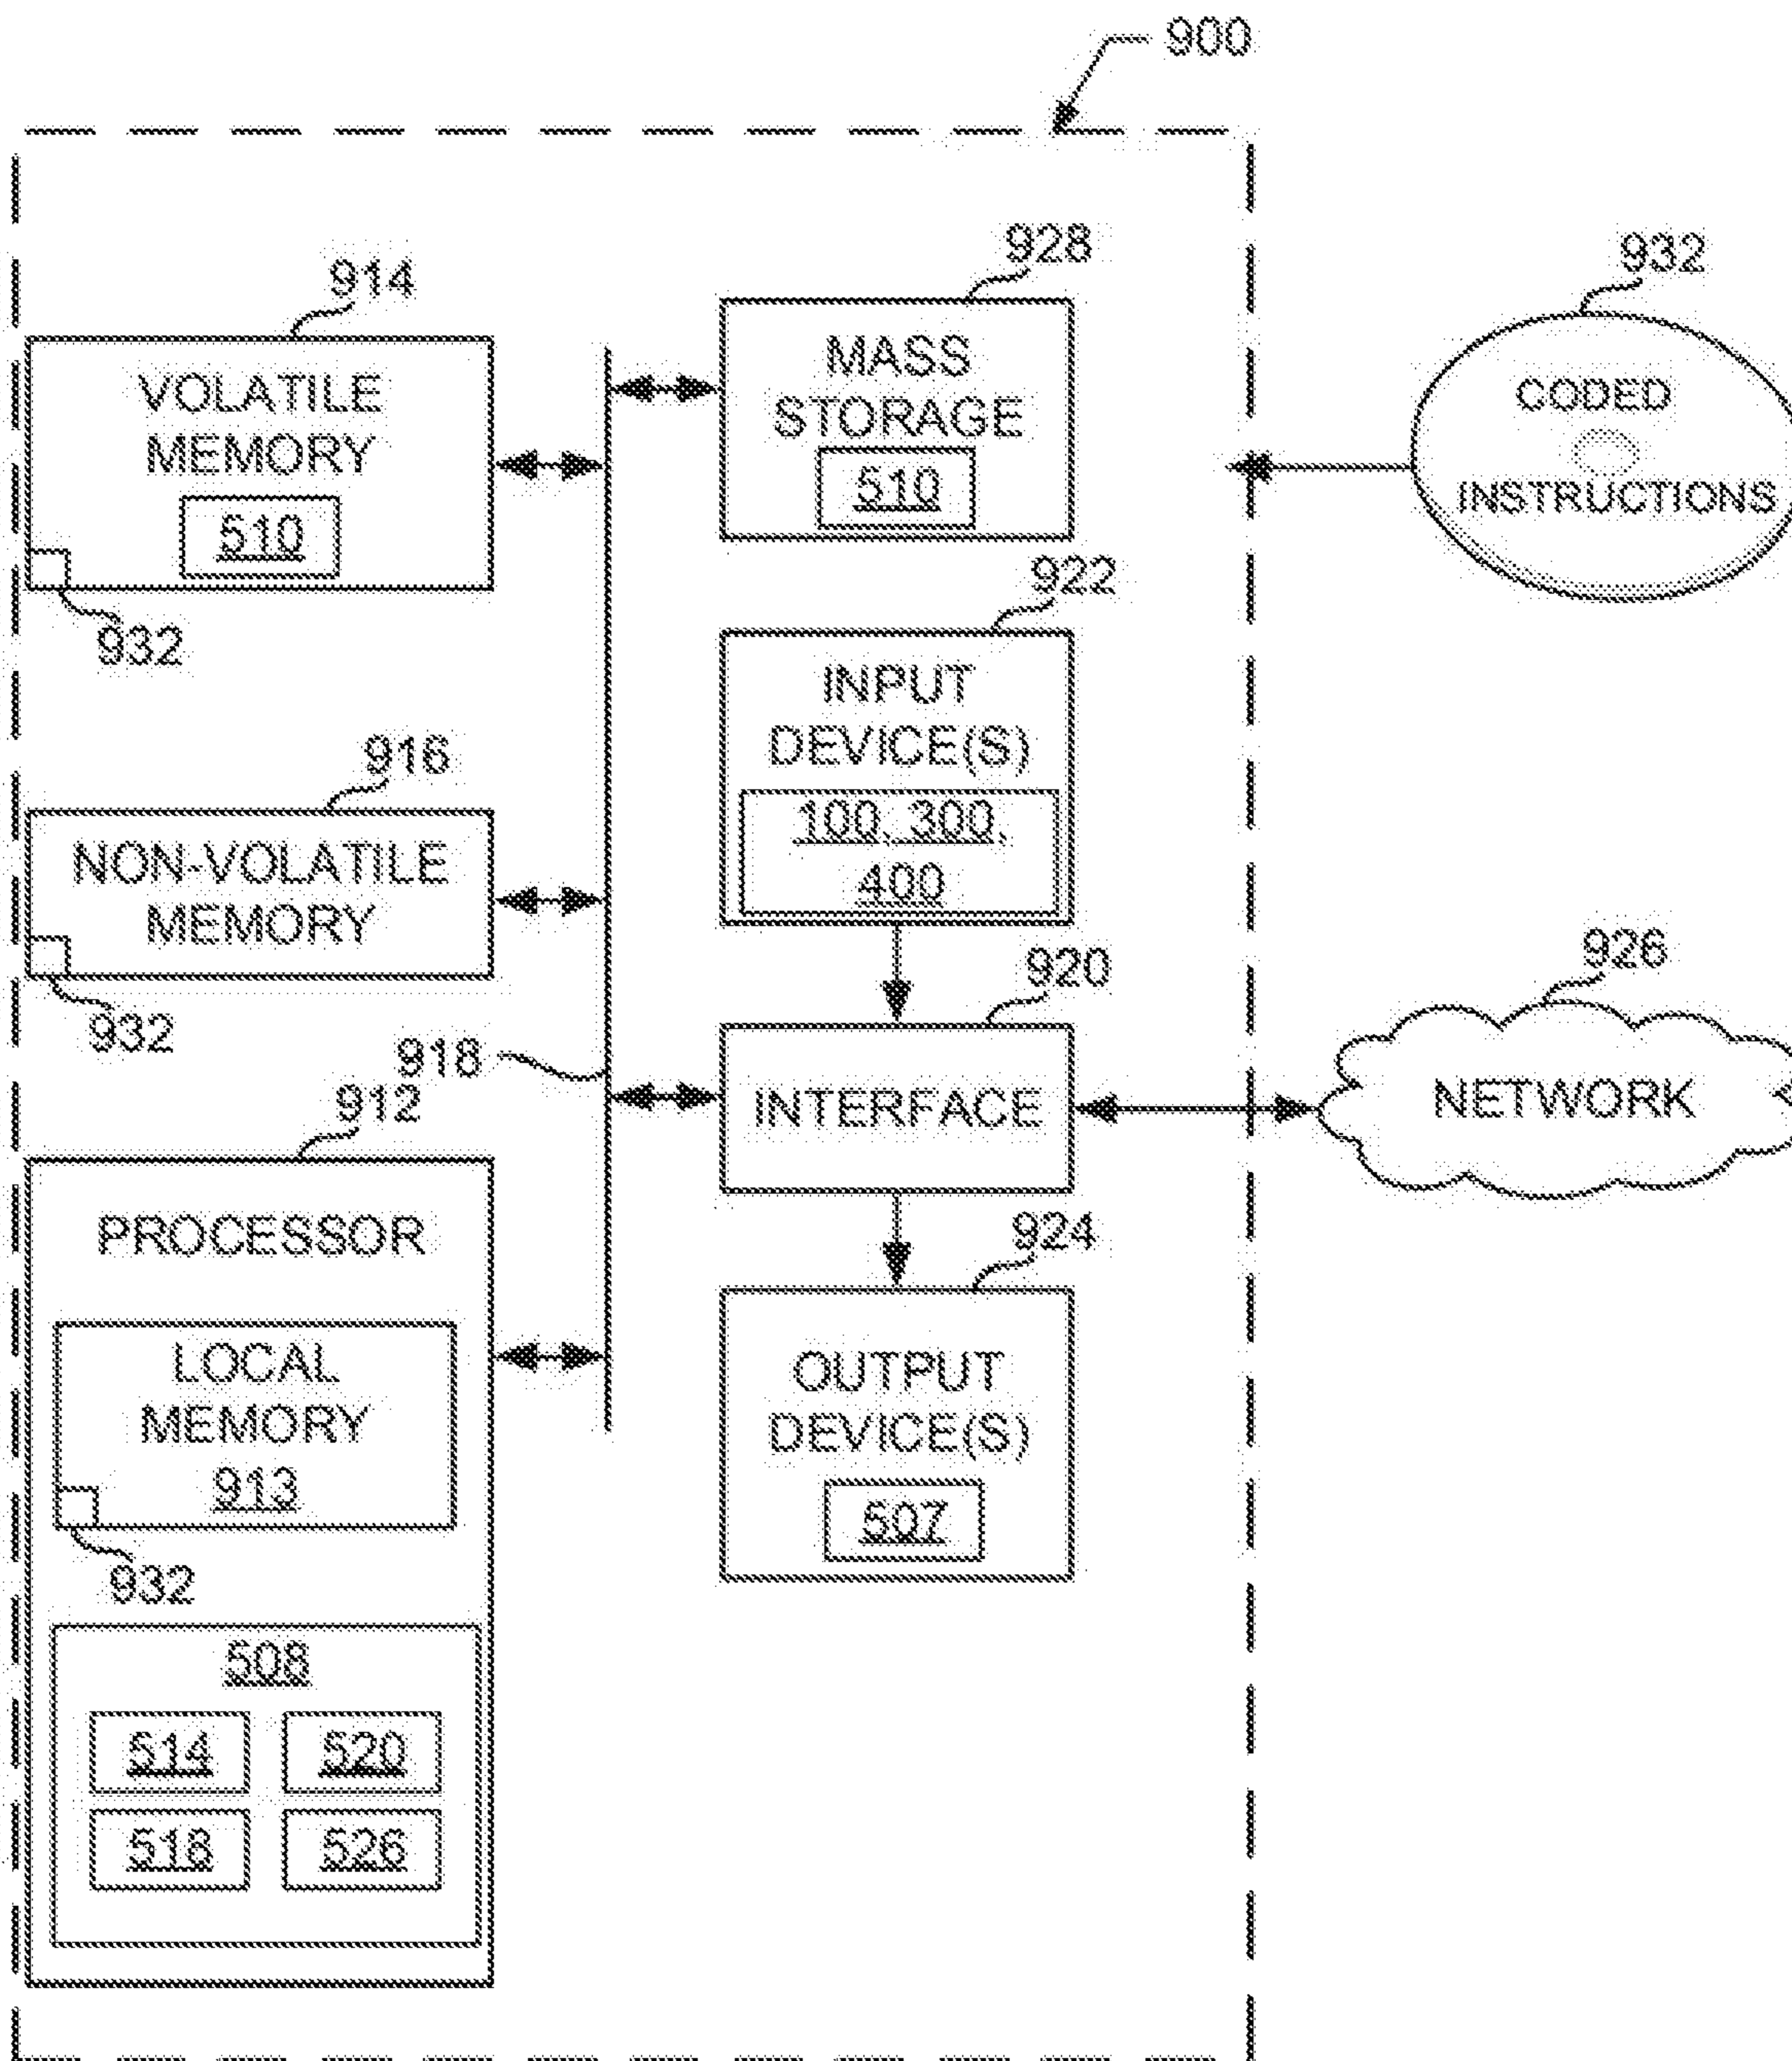 900
914
VOLATILE
MEMORY
510
932
928
MASS
STORAGE
510
932
CODED
INSTRUCTIONS
922
INPUT
DEVICE(S)
100, 300,
400
916
NON-VOLATILE
MEMORY
932
918
920
INTERFACE
926
NETWORK
912
PROCESSOR
LOCAL
MEMORY
913
932
508
514
520
518
526
924
OUTPUT
DEVICE(S)
507